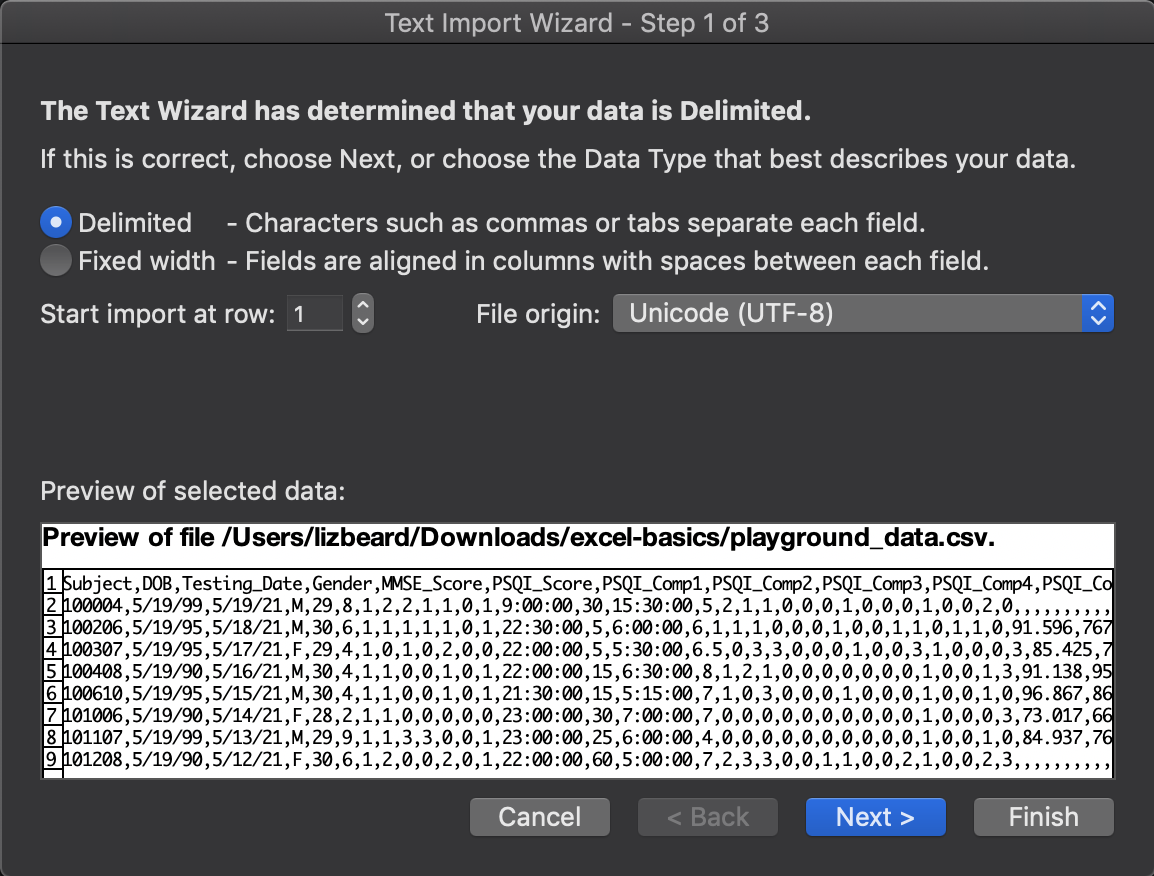 Text Import Wizard - Step 1 of 3
The Text Wizard has determined that your data is Delimited.
If this is correct, choose Next, or choose the Data Type that best describes your data.
Delimited - Characters such as commas or tabs separate each field.
Fixed width - Fields are aligned in columns with spaces between each field.
Start import at row: 1 File origin: Unicode (UTF-8)
Preview of selected data:
Preview of file /Users/lizbeard/Downloads/excel-basics/playground_data.csv.
1 Subject,DOB,Testing_Date,Gender,MMSE_Score,PSQI_Score,PSQI_Comp1,PSQI_Comp2,PSQI_Comp3,PSQI_Comp4,PSQI_Co
2 100004,5/19/99,5/19/21,M,29,8,1,2,2,1,1,0,1,9:00:00,30,15:30:00,5,2,1,1,0,0,0,1,0,0,0,1,0,0,2,0,,,,,,,,,,
3 100206,5/19/95,5/18/21,M,30,6,1,1,1,1,1,0,1,22:30:00,5,6:00:00,6,1,1,1,0,0,0,1,0,0,1,1,0,1,1,0,91.596,767
4 100307,5/19/95,5/17/21,F,29,4,1,0,1,0,2,0,0,22:00:00,5,5:30:00,6.5,0,3,3,0,0,0,1,0,0,3,1,0,0,0,3,85.425,7
5 100408,5/19/90,5/16/21,M,30,4,1,1,0,0,1,0,1,22:00:00,15,6:30:00,8,1,2,1,0,0,0,0,0,0,1,0,0,1,3,91.138,95
6 100610,5/19/95,5/15/21,M,30,4,1,1,0,0,1,0,1,21:30:00,15,5:15:00,7,1,0,3,0,0,0,1,0,0,0,1,0,0,1,0,96.867,86
7 101006,5/19/90,5/14/21,F,28,2,1,1,0,0,0,0,0,23:00:00,30,7:00:00,7,0,0,0,0,0,0,0,0,0,0,1,0,0,0,3,73.017,66
8 101107,5/19/99,5/13/21,M,29,9,1,1,3,3,0,0,1,23:00:00,25,6:00:00,4,0,0,0,0,0,0,0,0,0,0,1,0,0,1,0,84.937,76
9 101208,5/19/90,5/12/21,F,30,6,1,2,0,0,2,0,1,22:00:00,60,5:00:00,7,2,3,3,0,0,1,1,0,0,2,1,0,0,2,3,,,,,,,,,,
Cancel < Back Next > Finish